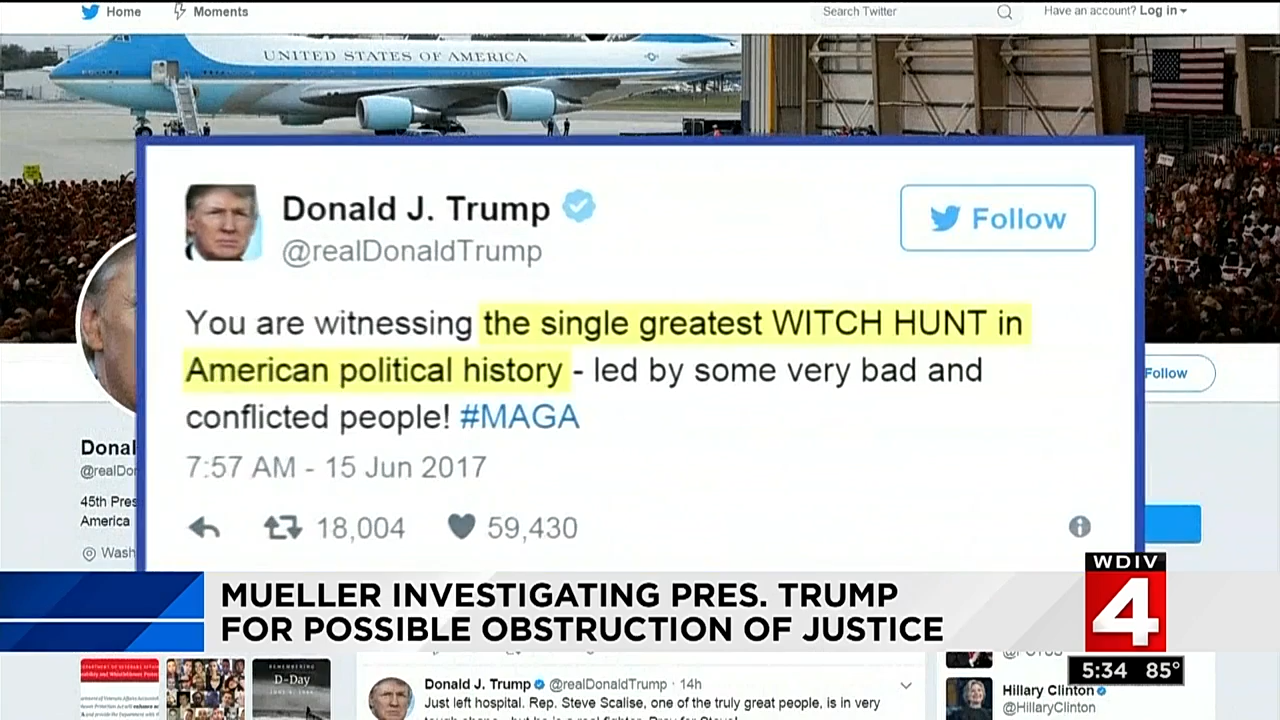 Home
Moments
Search Twitter
Have an account? Log in
UNITED STATES OF AMERICA
Donald J. Trump
@realDonaldTrump
Follow
You are witnessing the single greatest WITCH HUNT in
American political history - led by some very bad and
conflicted people! #MAGA
7:57 AM - 15 Jun 2017
18,004
59,430
Follow
Donal
@realDor
45th Pres
America
Wash
MUELLER INVESTIGATING PRES. TRUMP
FOR POSSIBLE OBSTRUCTION OF JUSTICE
WDIV
4
5:34 85°
REMEMBERING
D-Day
Donald J. Trump @realDonaldTrump · 14h
Just left hospital. Rep. Steve Scalise, one of the truly great people, is in very
Hillary Clinton
@HillaryClinton